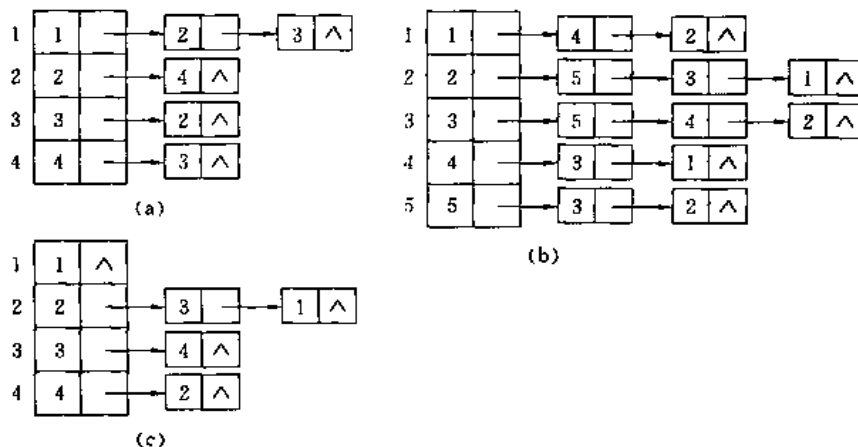 1 1 2 3 ∧
2 2 4 ∧
3 3 2 ∧
4 4 3 ∧
(a)
1 1 4 2 ∧
2 2 5 3 1 ∧
3 3 5 4 2 ∧
4 4 3 1 ∧
5 5 3 2 ∧
(b)
1 1 ∧
2 2 3 1 ∧
3 3 4 ∧
4 4 2 ∧
(c)